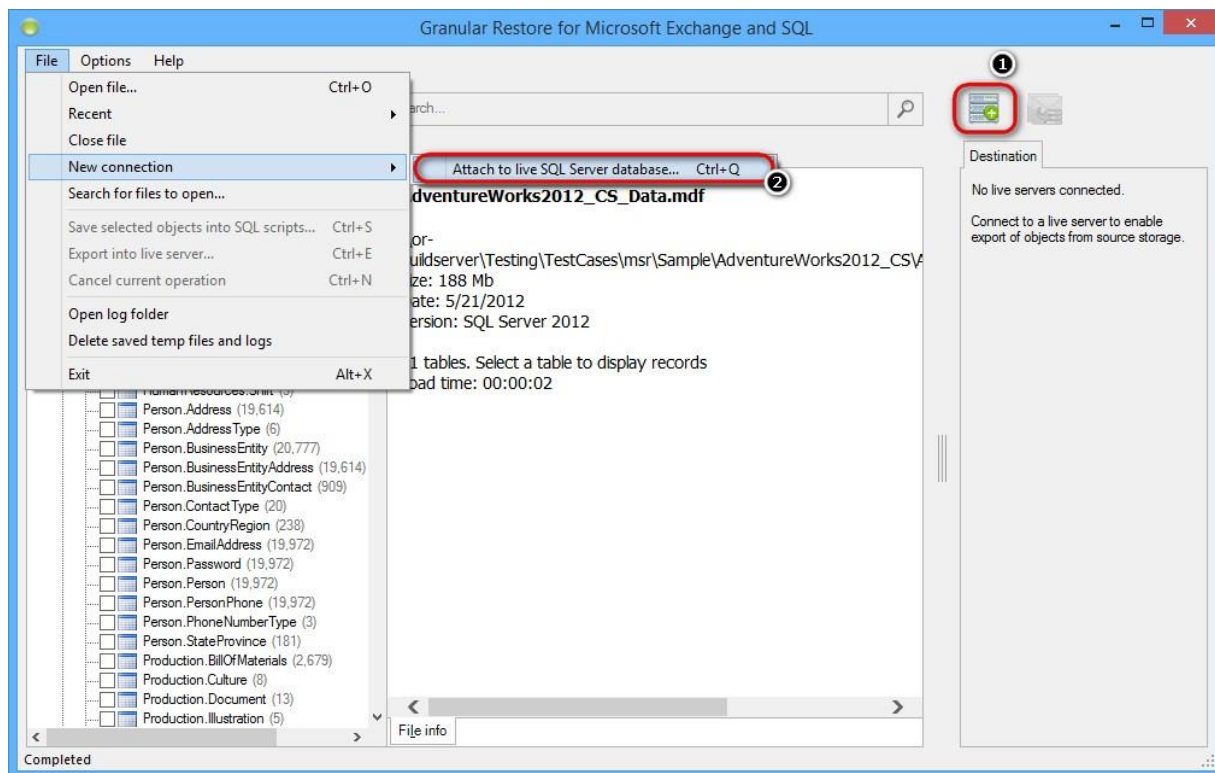 Granular Restore for Microsoft Exchange and SQL
File Options Help
1
Open file... Ctrl+O
Recent
Close file
New connection
Search for files to open...
Save selected objects into SQL scripts... Ctrl+S
Export into live server... Ctrl+E
Cancel current operation Ctrl+N
Open log folder
Delete saved temp files and logs
Exit Alt+X
arch...
Attach to live SQL Server database... Ctrl+Q
2
dventureWorks2012_CS_Data.mdf
or-
uildserver\Testing\TestCases\msr\Sample\AdventureWorks2012_CS\A
ze: 188 Mb
ate: 5/21/2012
ersion: SQL Server 2012
1 tables. Select a table to display records
oad time: 00:00:02
Person.Address (19,614)
Person.AddressType (6)
Person.BusinessEntity (20,777)
Person.BusinessEntityAddress (19,614)
Person.BusinessEntityContact (909)
Person.ContactType (20)
Person.CountryRegion (238)
Person.EmailAddress (19,972)
Person.Password (19,972)
Person.Person (19,972)
Person.PersonPhone (19,972)
Person.PhoneNumberType (3)
Person.StateProvince (181)
Production.BillOfMaterials (2,679)
Production.Culture (8)
Production.Document (13)
Production.Illustration (5)
File info
Destination
No live servers connected.
Connect to a live server to enable
export of objects from source storage.
Completed